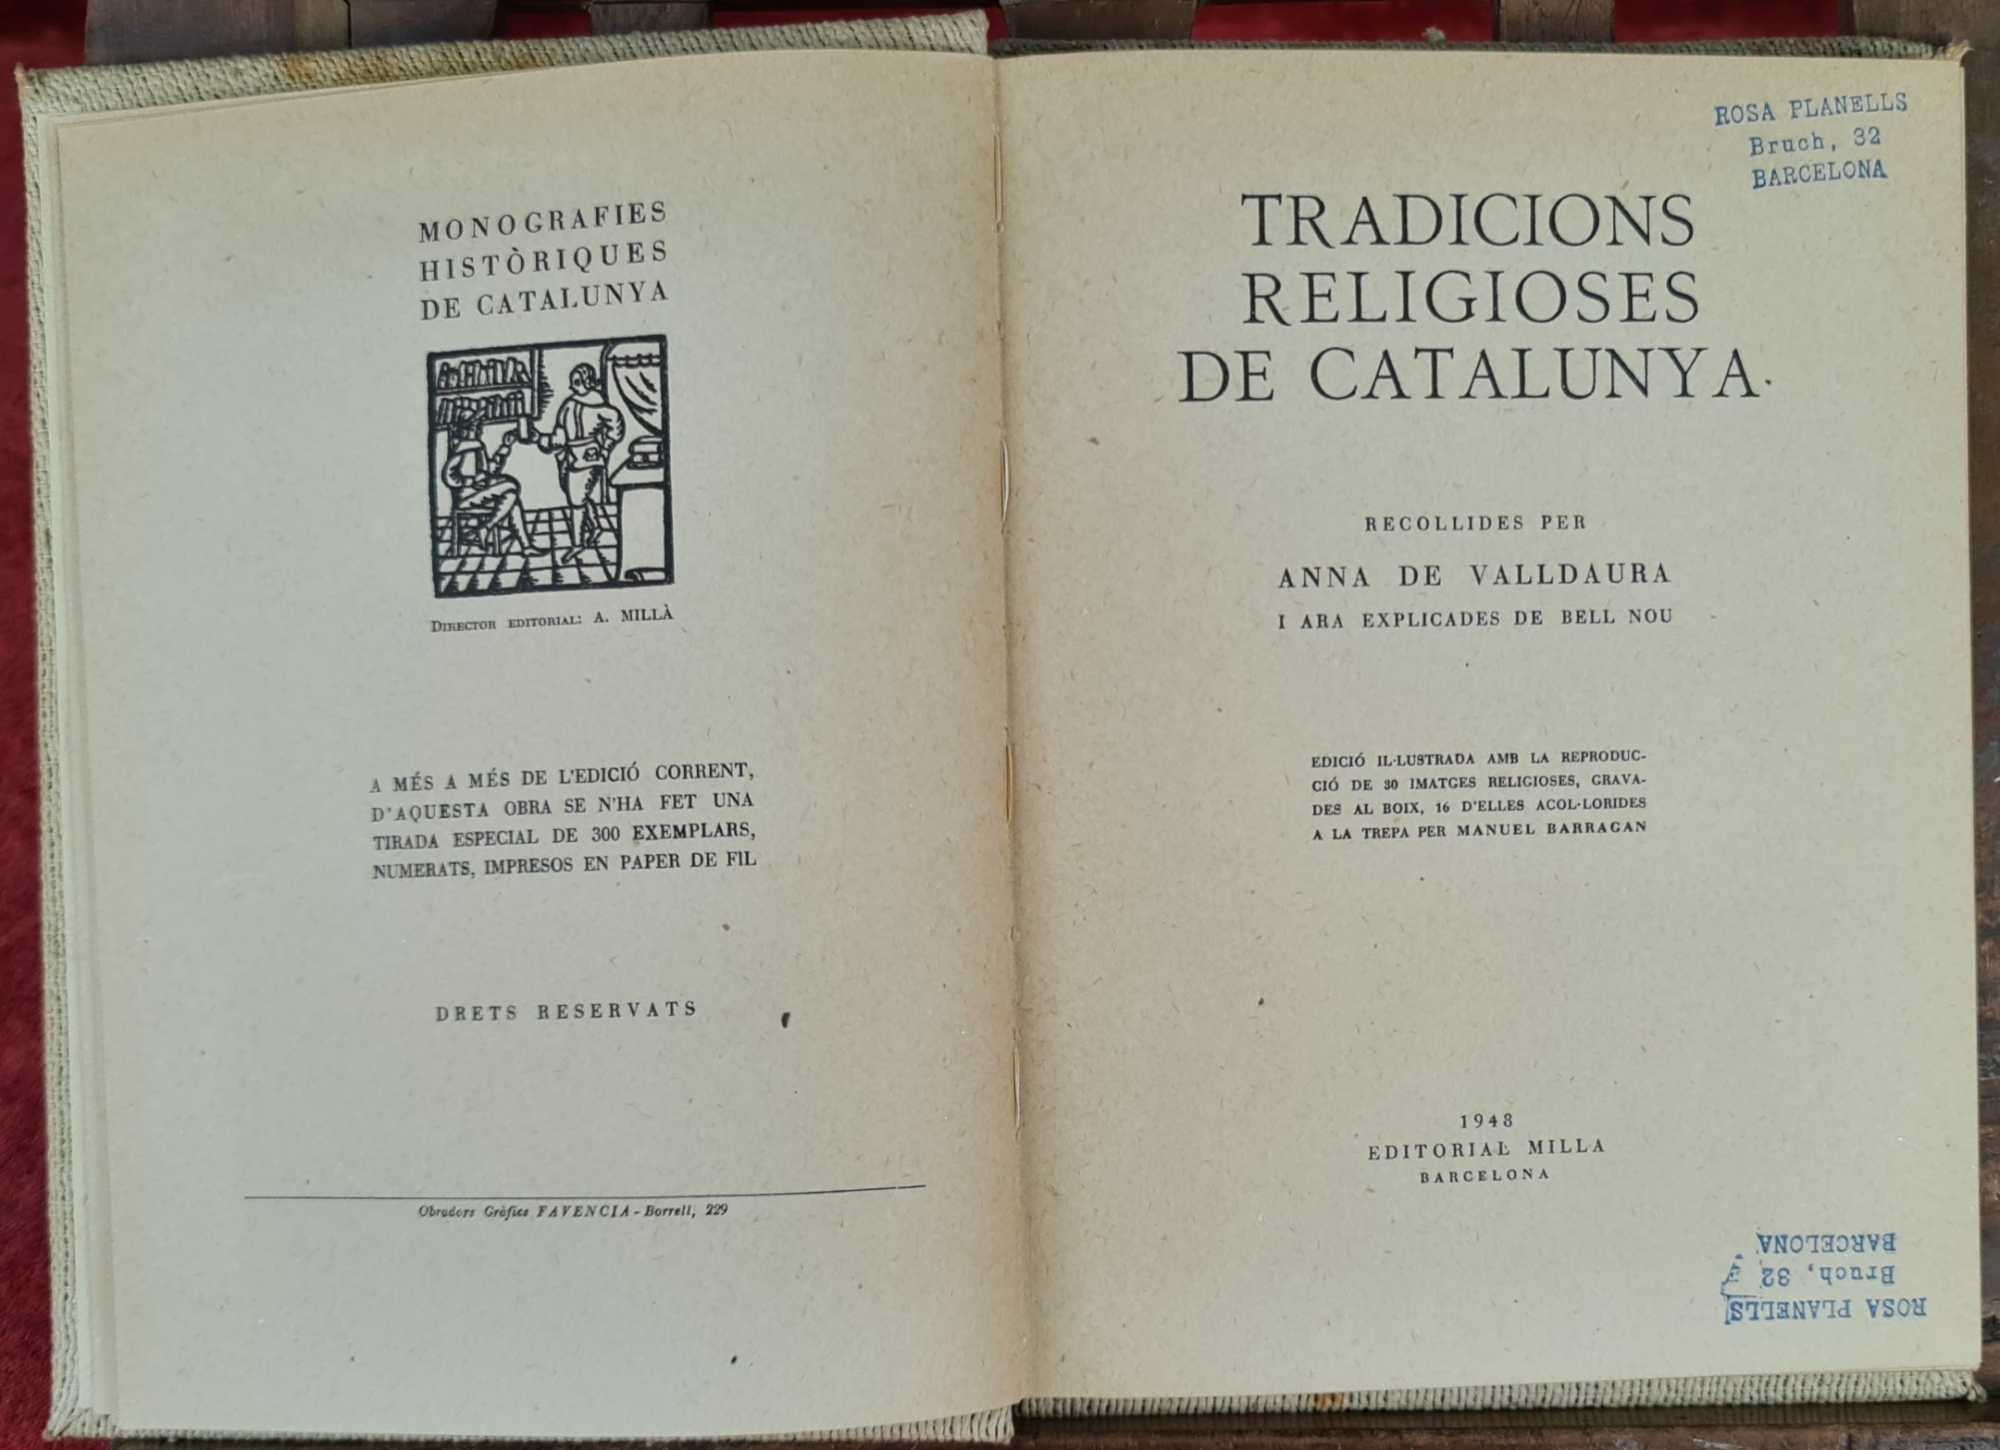 MONOGRAFIES
HISTÒRIQUES
DE CATALUNYA
DIRECTOR EDITORIAL: A. MILLÀ
A MÉS A MÉS DE L'EDICIÓ CORRENT,
D'AQUESTA OBRA SE N'HA FET UNA
TIRADA ESPECIAL DE 300 EXEMPLARS,
NUMERATS, IMPRESOS EN PAPER DE FIL
DRETS RESERVATS
Obradors Gràfics FAVENCIA - Borrell, 229
ROSA PLANELLS
Bruch, 32
BARCELONA
TRADICIONS
RELIGIOSES
DE CATALUNYA
RECOLLIDES PER
ANNA DE VALLDAURA
I ARA EXPLICADES DE BELL NOU
EDICIÓ IL·LUSTRADA AMB LA REPRODUC-
CIÓ DE 30 IMATGES RELIGIOSES, GRAVA-
DES AL BOIX, 16 D'ELLES ACOL·LORIDES
A LA TREPA PER MANUEL BARRAGAN
1948
EDITORIAL MILLA
BARCELONA
ROSA PLANELLS
Bruch, 32
BARCELONA